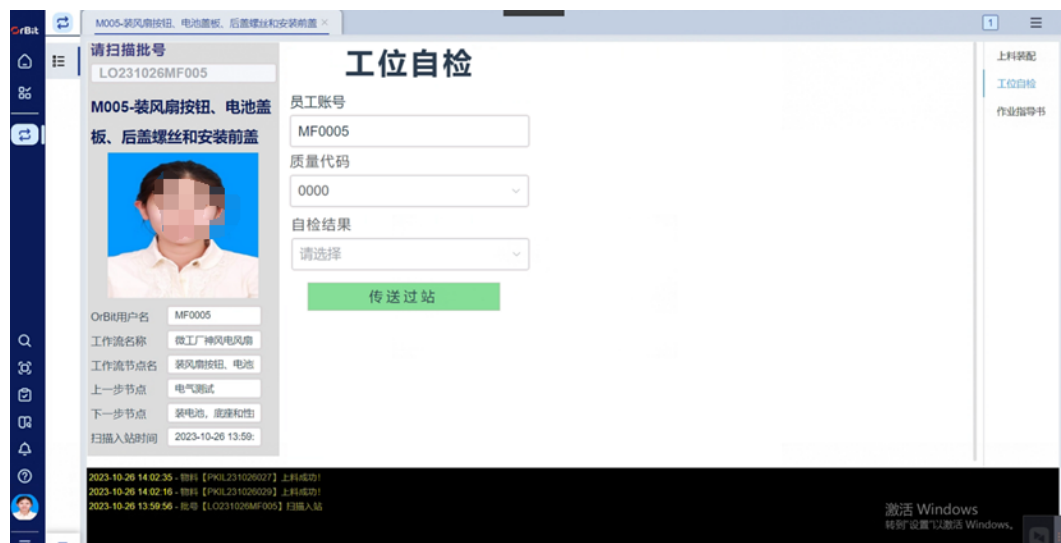 OrBit
M005-装风扇按钮、电池盖板、后盖螺丝和安装前盖 ×
1
请扫描批号
LO231026MF005
M005-装风扇按钮、电池盖
板、后盖螺丝和安装前盖
OrBit用户名
MF0005
工作流名称
微工厂神风电风扇
工作流节点名
装风扇按钮、电池
上一步节点
电气测试
下一步节点
装电池，底座和性
扫描入站时间
2023-10-26 13:59:
工位自检
员工账号
MF0005
质量代码
0000
自检结果
请选择
传送过站
上料装配
工位自检
作业指导书
2023-10-26 14:02:35 - 物料【PKIL231026027】上料成功!
2023-10-26 14:02:16 - 物料【PKIL231026029】上料成功!
2023-10-26 13:59:56 - 批号【LO231026MF005】扫描入站
激活 Windows
转到"设置"以激活 Windows。